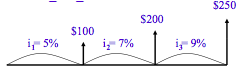 $250
$200
$100
i1= 5% i2= 7% i3= 9%